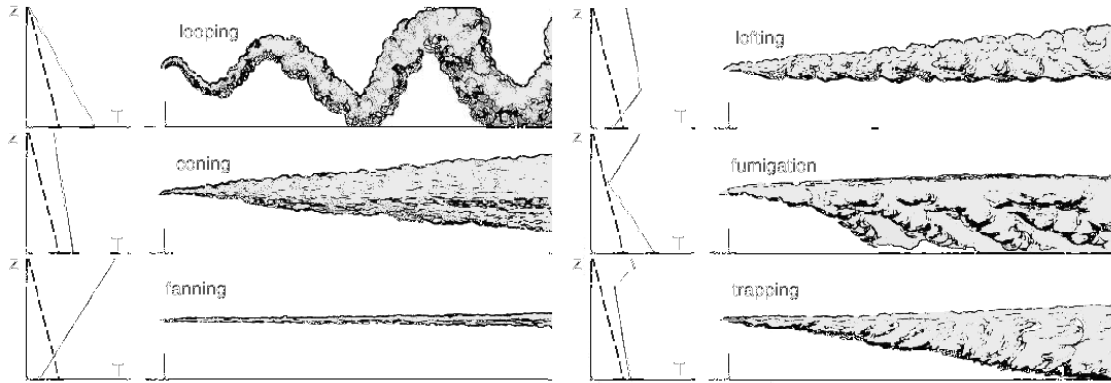 Z
looping
T
Z
coning
T
Z
fanning
T
Z
lofting
T
Z
fumigation
T
Z
trapping
T